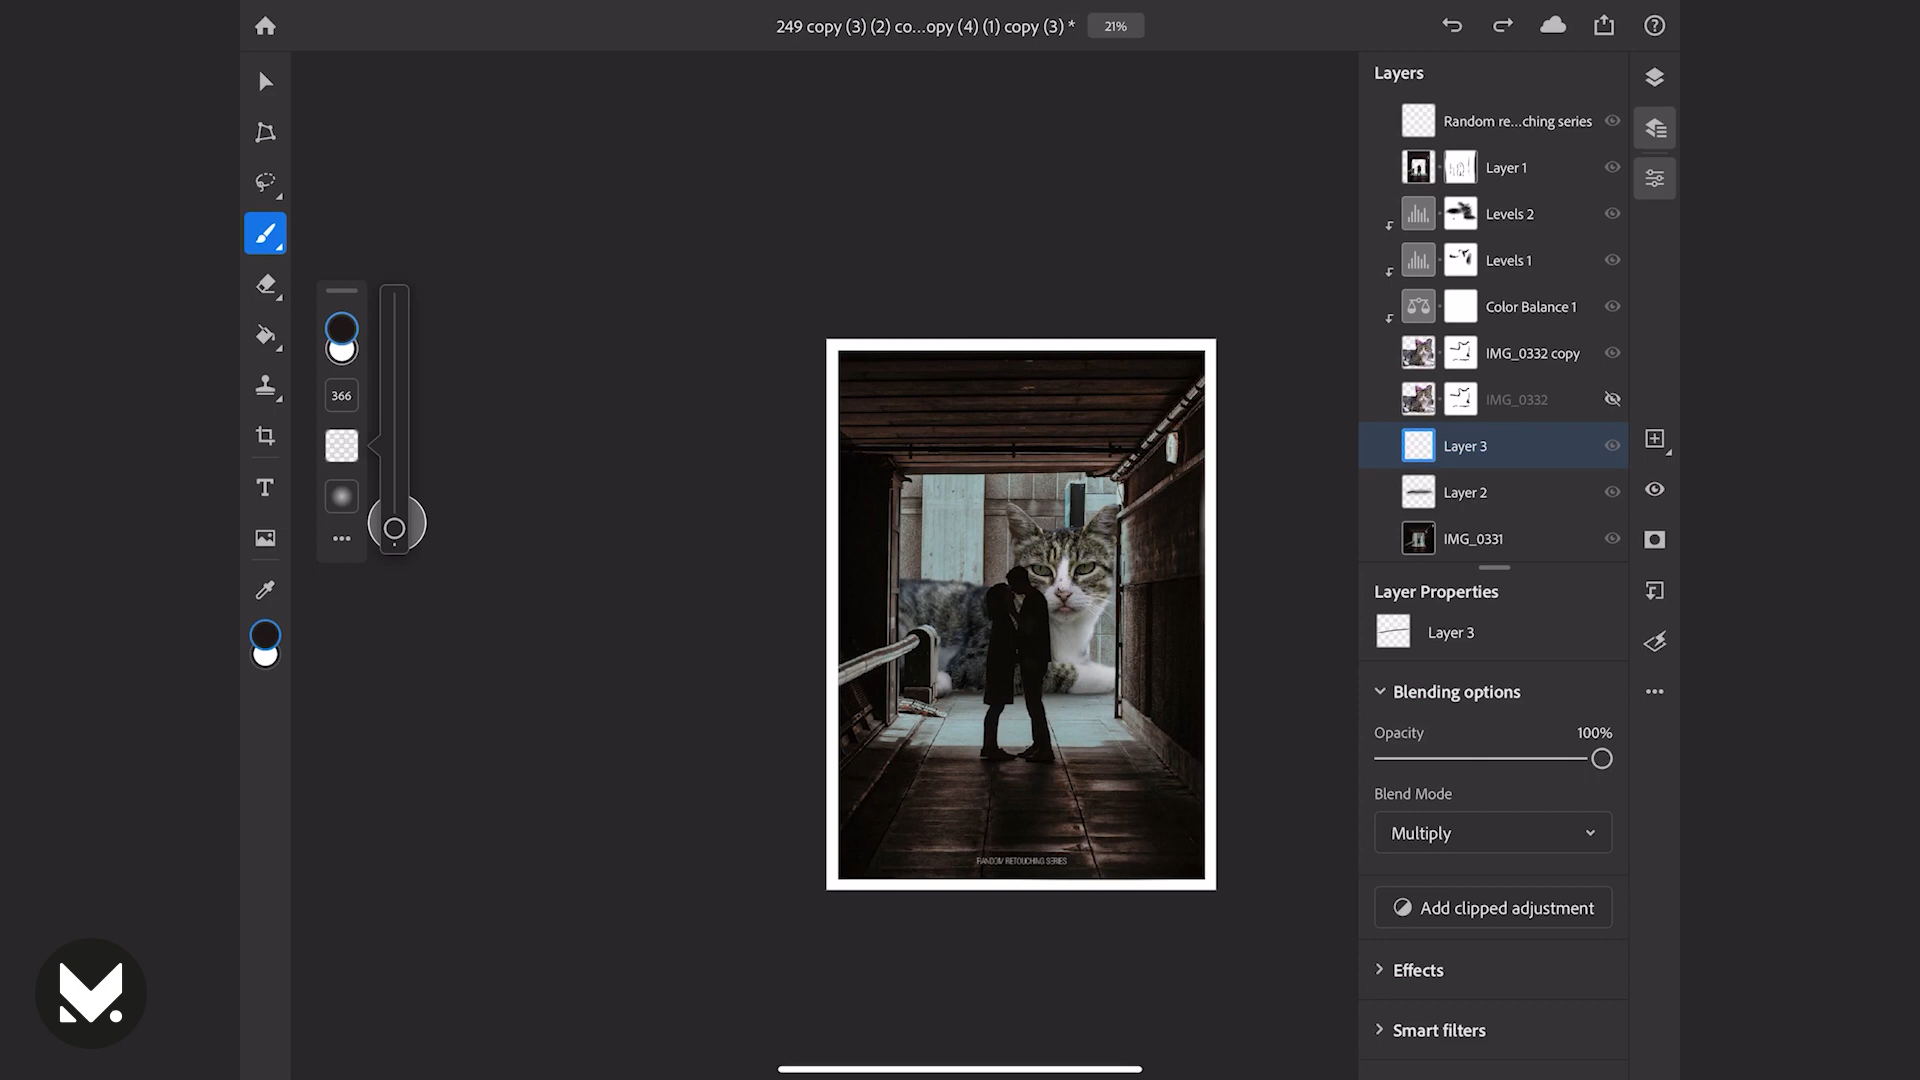 249 copy (3) (2) co...opy (4) (1) copy (3) *
21%
Layers
Random re...ching series
Layer 1
Levels 2
Levels 1
Color Balance 1
IMG_0332 copy
IMG_0332
Layer 3
Layer 2
IMG_0331
366
T
Layer Properties
Layer 3
Blending options
Opacity 100%
Blend Mode
Multiply
Add clipped adjustment
Effects
Smart filters
RANDOM RETOUCHING SERIES
M.